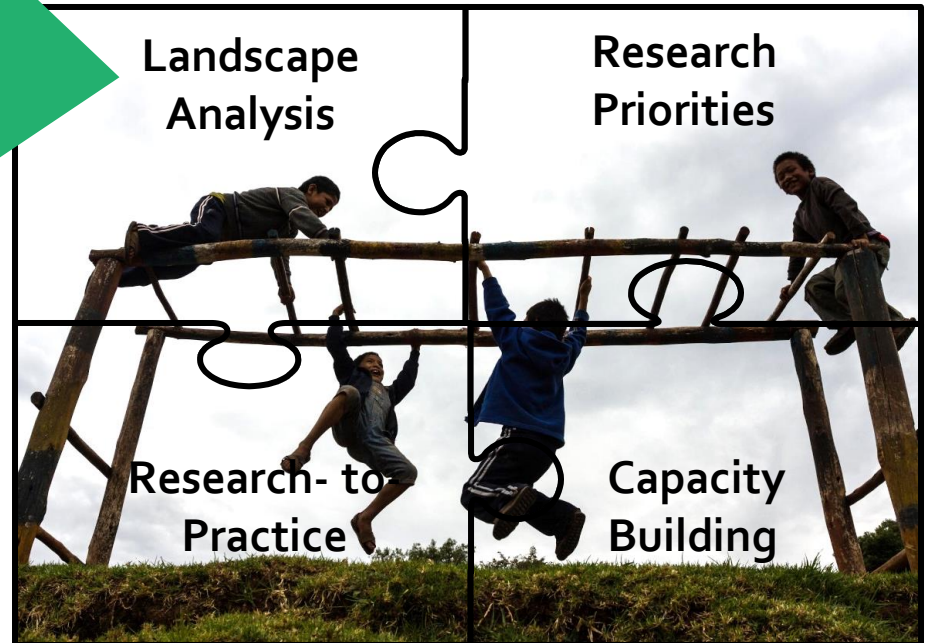 Landscape
Analysis
Research
Priorities
Research- to
Practice
Capacity
Building